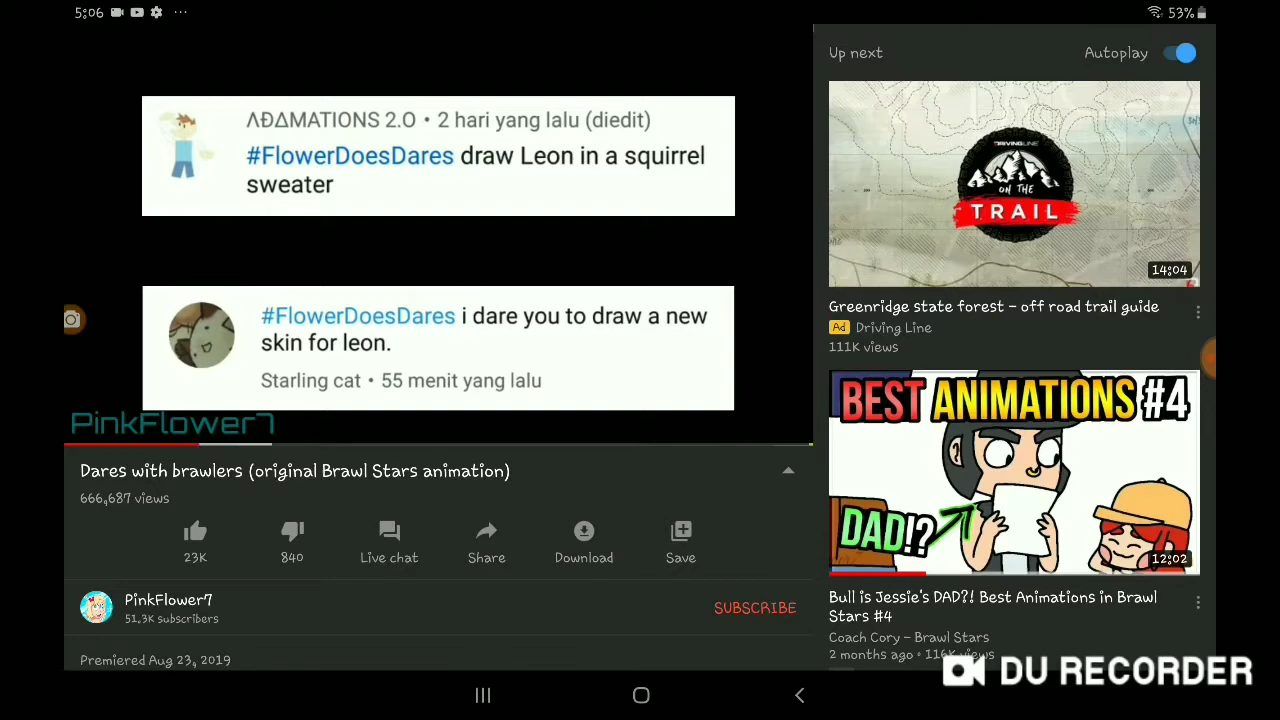 5:06
53%
ΛĐΔMATIONS 2.O • 2 hari yang lalu (diedit)
#FlowerDoesDares draw Leon in a squirrel
sweater
#FlowerDoesDares i dare you to draw a new
skin for leon.
Starling cat • 55 menit yang lalu
PinkFlower7
Dares with brawlers (original Brawl Stars animation)
666,687 views
23K
840
Live chat
Share
Download
Save
PinkFlower7
51,3K subscribers
SUBSCRIBE
Premiered Aug 23, 2019
Up next
Autoplay
DRIVINGLINE
ON THE
TRAIL
14:04
Greenridge state forest – off road trail guide
Ad Driving Line
111K views
BEST ANIMATIONS #4
DAD!?
12:02
Bull is Jessie's DAD?! Best Animations in Brawl
Stars #4
Coach Cory – Brawl Stars
2 months ago • 116K views
DU RECORDER